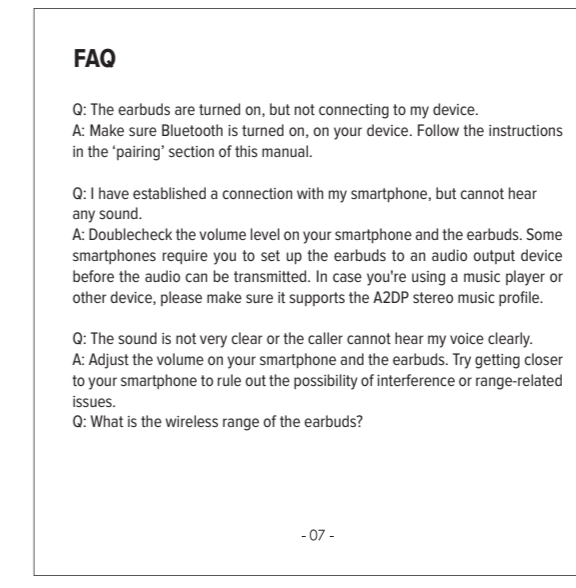 FAQ
Q: The earbuds are turned on, but not connecting to my device.
A: Make sure Bluetooth is turned on, on your device. Follow the instructions
in the ‘pairing’ section of this manual.
Q: I have established a connection with my smartphone, but cannot hear
any sound.
A: Doublecheck the volume level on your smartphone and the earbuds. Some
smartphones require you to set up the earbuds to an audio output device
before the audio can be transmitted. In case you're using a music player or
other device, please make sure it supports the A2DP stereo music profile.
Q: The sound is not very clear or the caller cannot hear my voice clearly.
A: Adjust the volume on your smartphone and the earbuds. Try getting closer
to your smartphone to rule out the possibility of interference or range-related
issues.
Q: What is the wireless range of the earbuds?
- 07 -